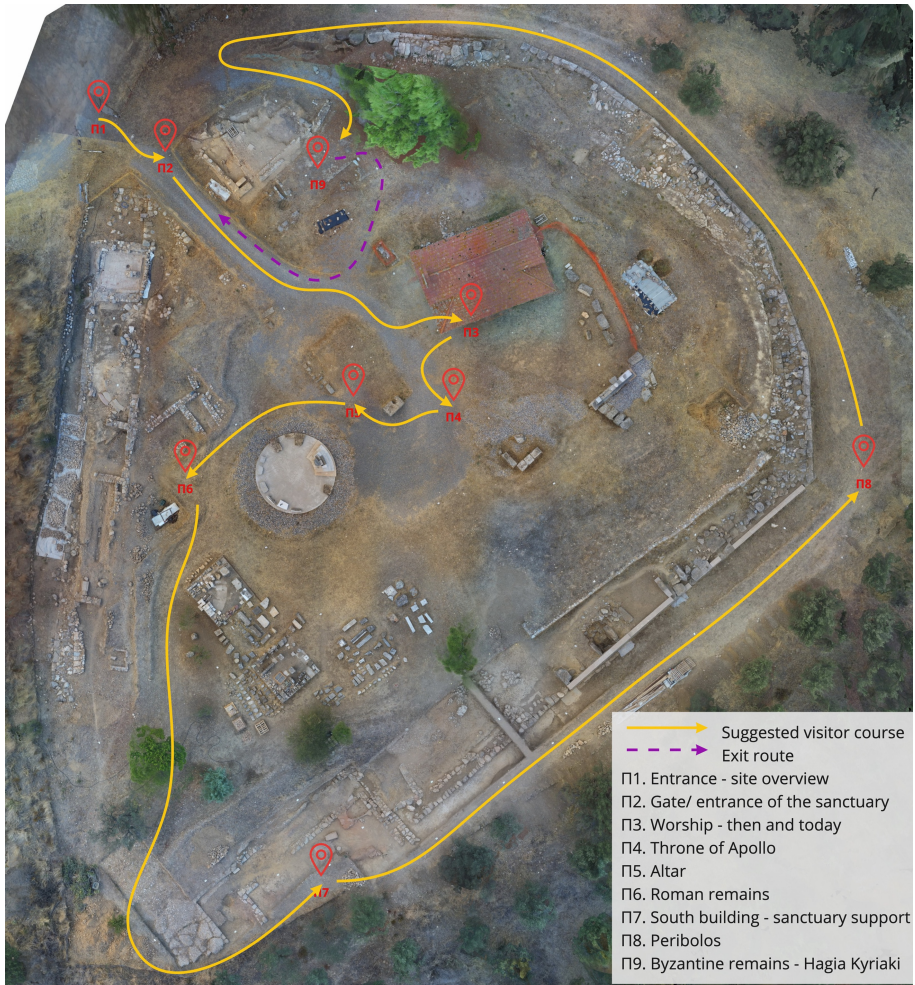 Π1
Π2
Π9
Π3
Π4
Π6
Π8
Π7
Suggested visitor course
Exit route
Π1. Entrance - site overview
Π2. Gate/ entrance of the sanctuary
Π3. Worship - then and today
Π4. Throne of Apollo
Π5. Altar
Π6. Roman remains
Π7. South building - sanctuary support
Π8. Peribolos
Π9. Byzantine remains - Hagia Kyriaki